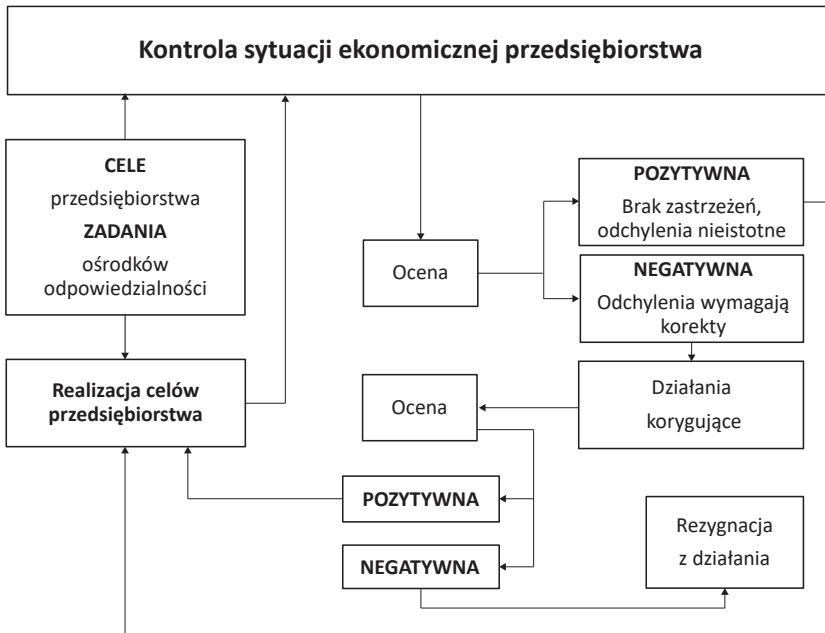 Kontrola sytuacji ekonomicznej przedsiębiorstwa
CELE
przedsiębiorstwa
ZADANIA
ośrodków
odpowiedzialności
Ocena
POZYTYWNA
Brak zastrzeżeń,
odchylenia nieistotne
NEGATYWNA
Odchylenia wymagają
korekty
Realizacja celów
przedsiębiorstwa
Ocena
Działania
korygujące
POZYTYWNA
NEGATYWNA
Rezygnacja
z działania